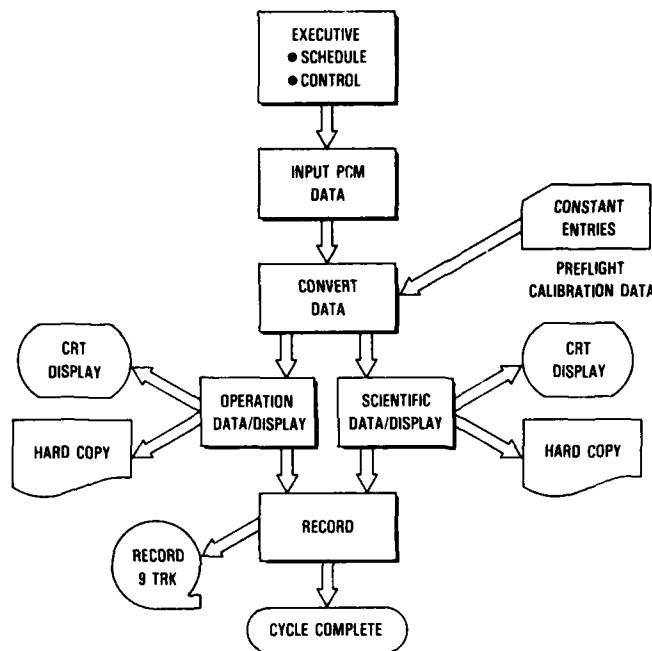 EXECUTIVE
● SCHEDULE
● CONTROL
INPUT PCM
DATA
CONSTANT
ENTRIES
PREFLIGHT
CALIBRATION DATA
CONVERT
DATA
CRT
DISPLAY
CRT
DISPLAY
OPERATION
DATA/DISPLAY
SCIENTIFIC
DATA/DISPLAY
HARD COPY
HARD COPY
RECORD
RECORD
9 TRK
CYCLE COMPLETE